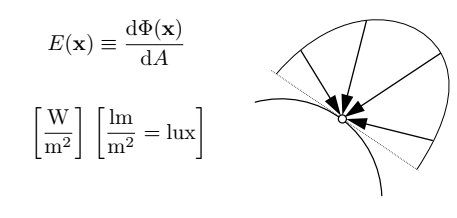 E(x) ≡ dΦ(x) / dA
[W / m²] [lm / m² = lux]